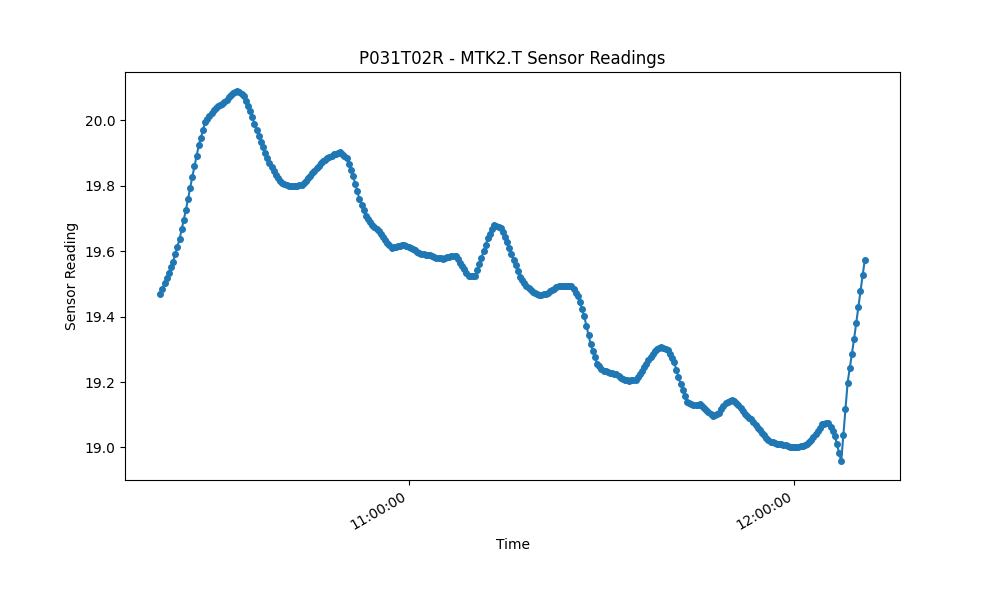 P031T02R - MTK2.T Sensor Readings
Sensor Reading
20.0
19.8
19.6
19.4
19.2
19.0
11:00:00
12:00:00
Time